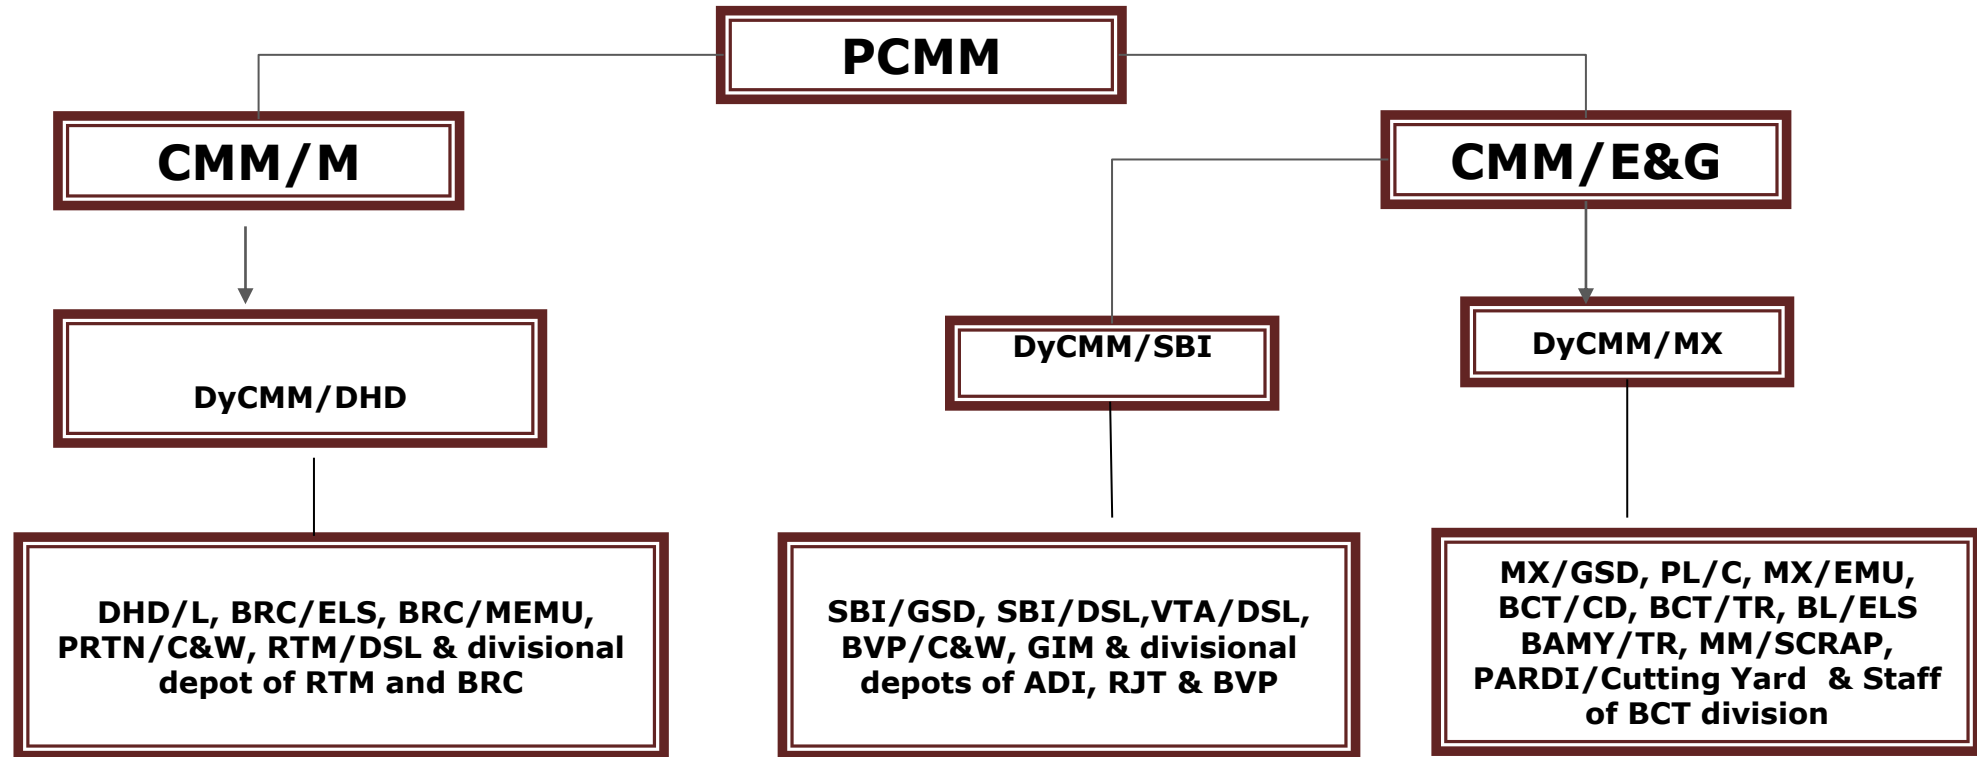 PCMM
CMM/M
CMM/E&G
DyCMM/DHD
DyCMM/SBI
DyCMM/MX
DHD/L, BRC/ELS, BRC/MEMU,
PRTN/C&W, RTM/DSL & divisional
depot of RTM and BRC
SBI/GSD, SBI/DSL,VTA/DSL,
BVP/C&W, GIM & divisional
depots of ADI, RJT & BVP
MX/GSD, PL/C, MX/EMU,
BCT/CD, BCT/TR, BL/ELS
BAMY/TR, MM/SCRAP,
PARDI/Cutting Yard & Staff
of BCT division